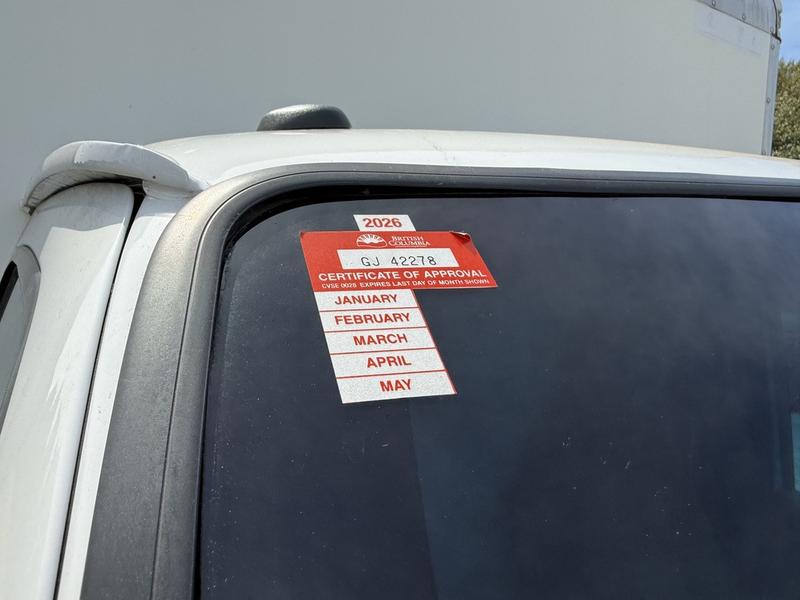 2026
BRITISH
COLUMBIA
GJ 42278
CERTIFICATE OF APPROVAL
CVSE 0028 EXPIRES LAST DAY OF MONTH SHOWN
JANUARY
FEBRUARY
MARCH
APRIL
MAY